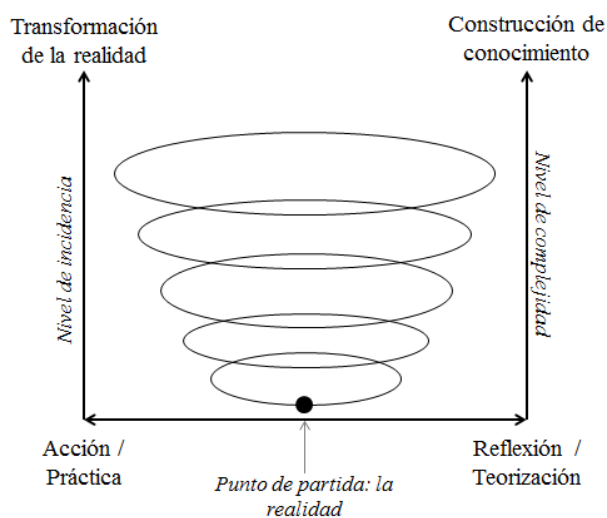 Transformación
de la realidad
Construcción de
conocimiento
Nivel de incidencia
Nivel de complejidad
Acción /
Práctica
Reflexión /
Teorización
Punto de partida: la
realidad